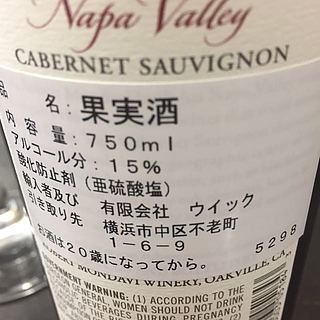 Napa Valley
CABERNET SAUVIGNON
品 名：果実酒
内 容 量：750ml
アルコール分：15%
酸化防止剤（亜硫酸塩）
輸入者及び 有限会社 ウイック
引き取り先 横浜市中区不老町
1－6－9
お酒は20歳になってから。 5298
ROBERT MONDAVI WINERY, OAKVILLE, CA
GOVERNMENT WARNING: (1) ACCORDING TO THE
GENERAL, WOMEN SHOULD NOT DRINK
BEVERAGES DURING PREGNANCY